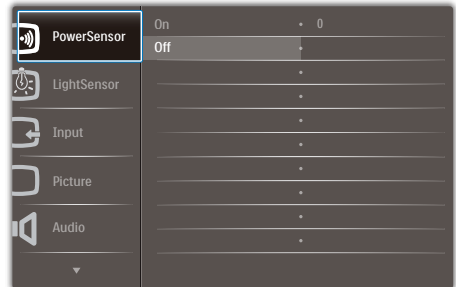 PowerSensor
On 0
Off
LightSensor
Input
Picture
Audio